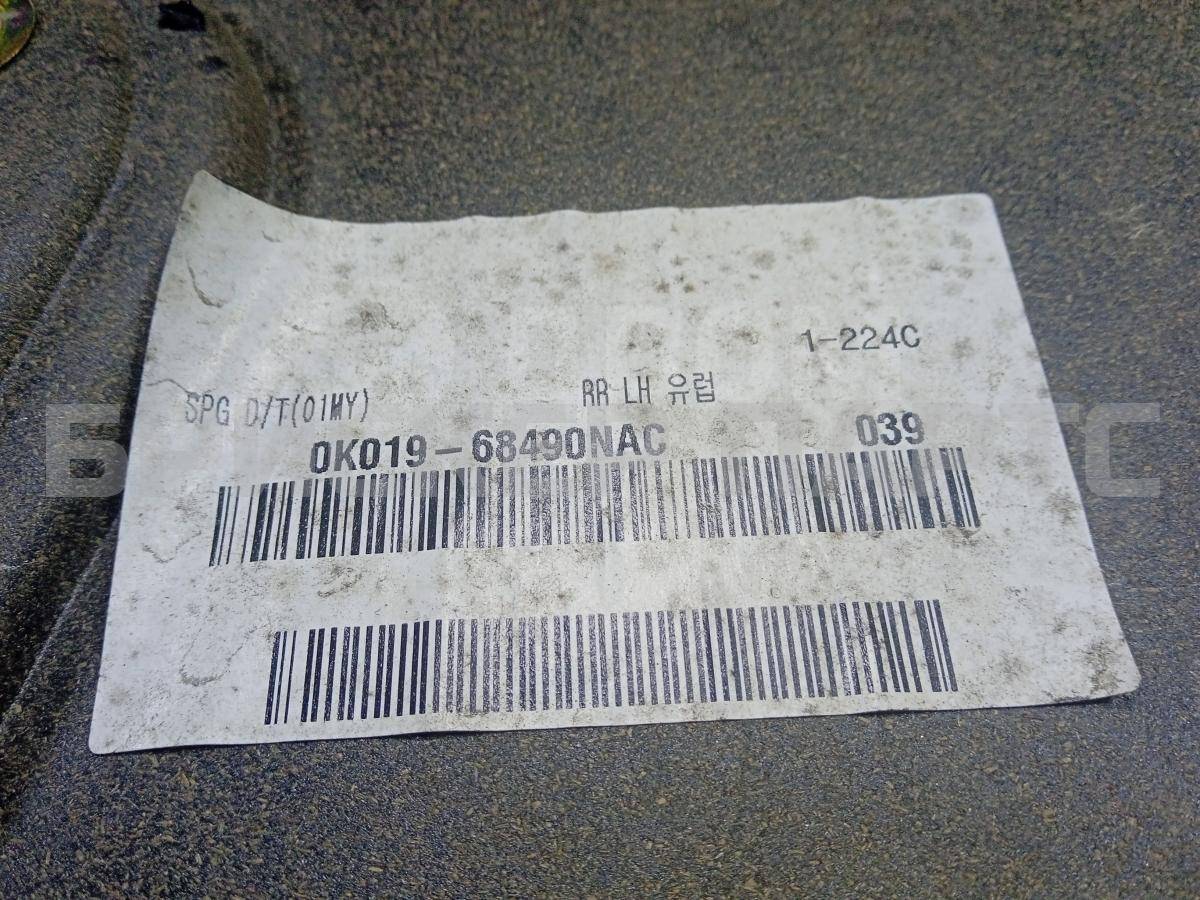 1-224C
SPG D/T(01MY) RR LH 유럽
0K019-68490NAC 039